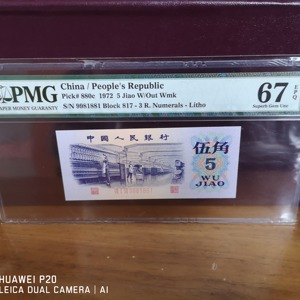 PMG
PAPER MONEY GUARANTY
China / People's Republic
Pick# 880c 1972 5 Jiao W/Out Wmk
S/N 9981881 Block 817 - 3 R. Numerals - Litho
67
EPQ
Superb Gem Unc
中国人民银行
伍角
5
WU
JIAO
HUAWEI P20
LEICA DUAL CAMERA | AI